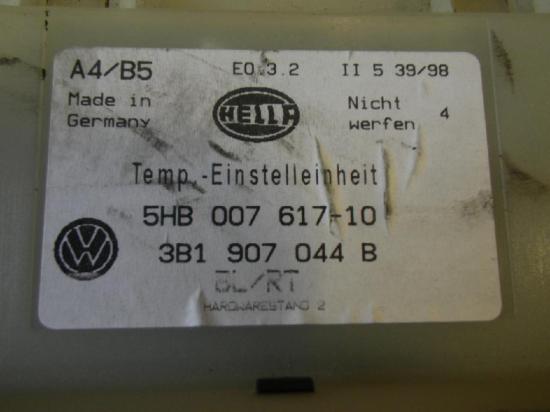 A4/B5 E0 3.2 II 5 39/98
Made in Germany
HELLA
Nicht werfen 4
Temp.-Einstelleinheit
5HB 007 617-10
VW
3B1 907 044 B
BL/RT
HARDWARESTAND 2